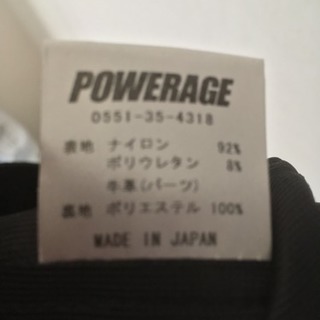 POWERAGE
0551-35-4318
表地 ナイロン 92%
ポリウレタン 8%
牛革(パーツ)
裏地 ポリエステル 100%
MADE IN JAPAN